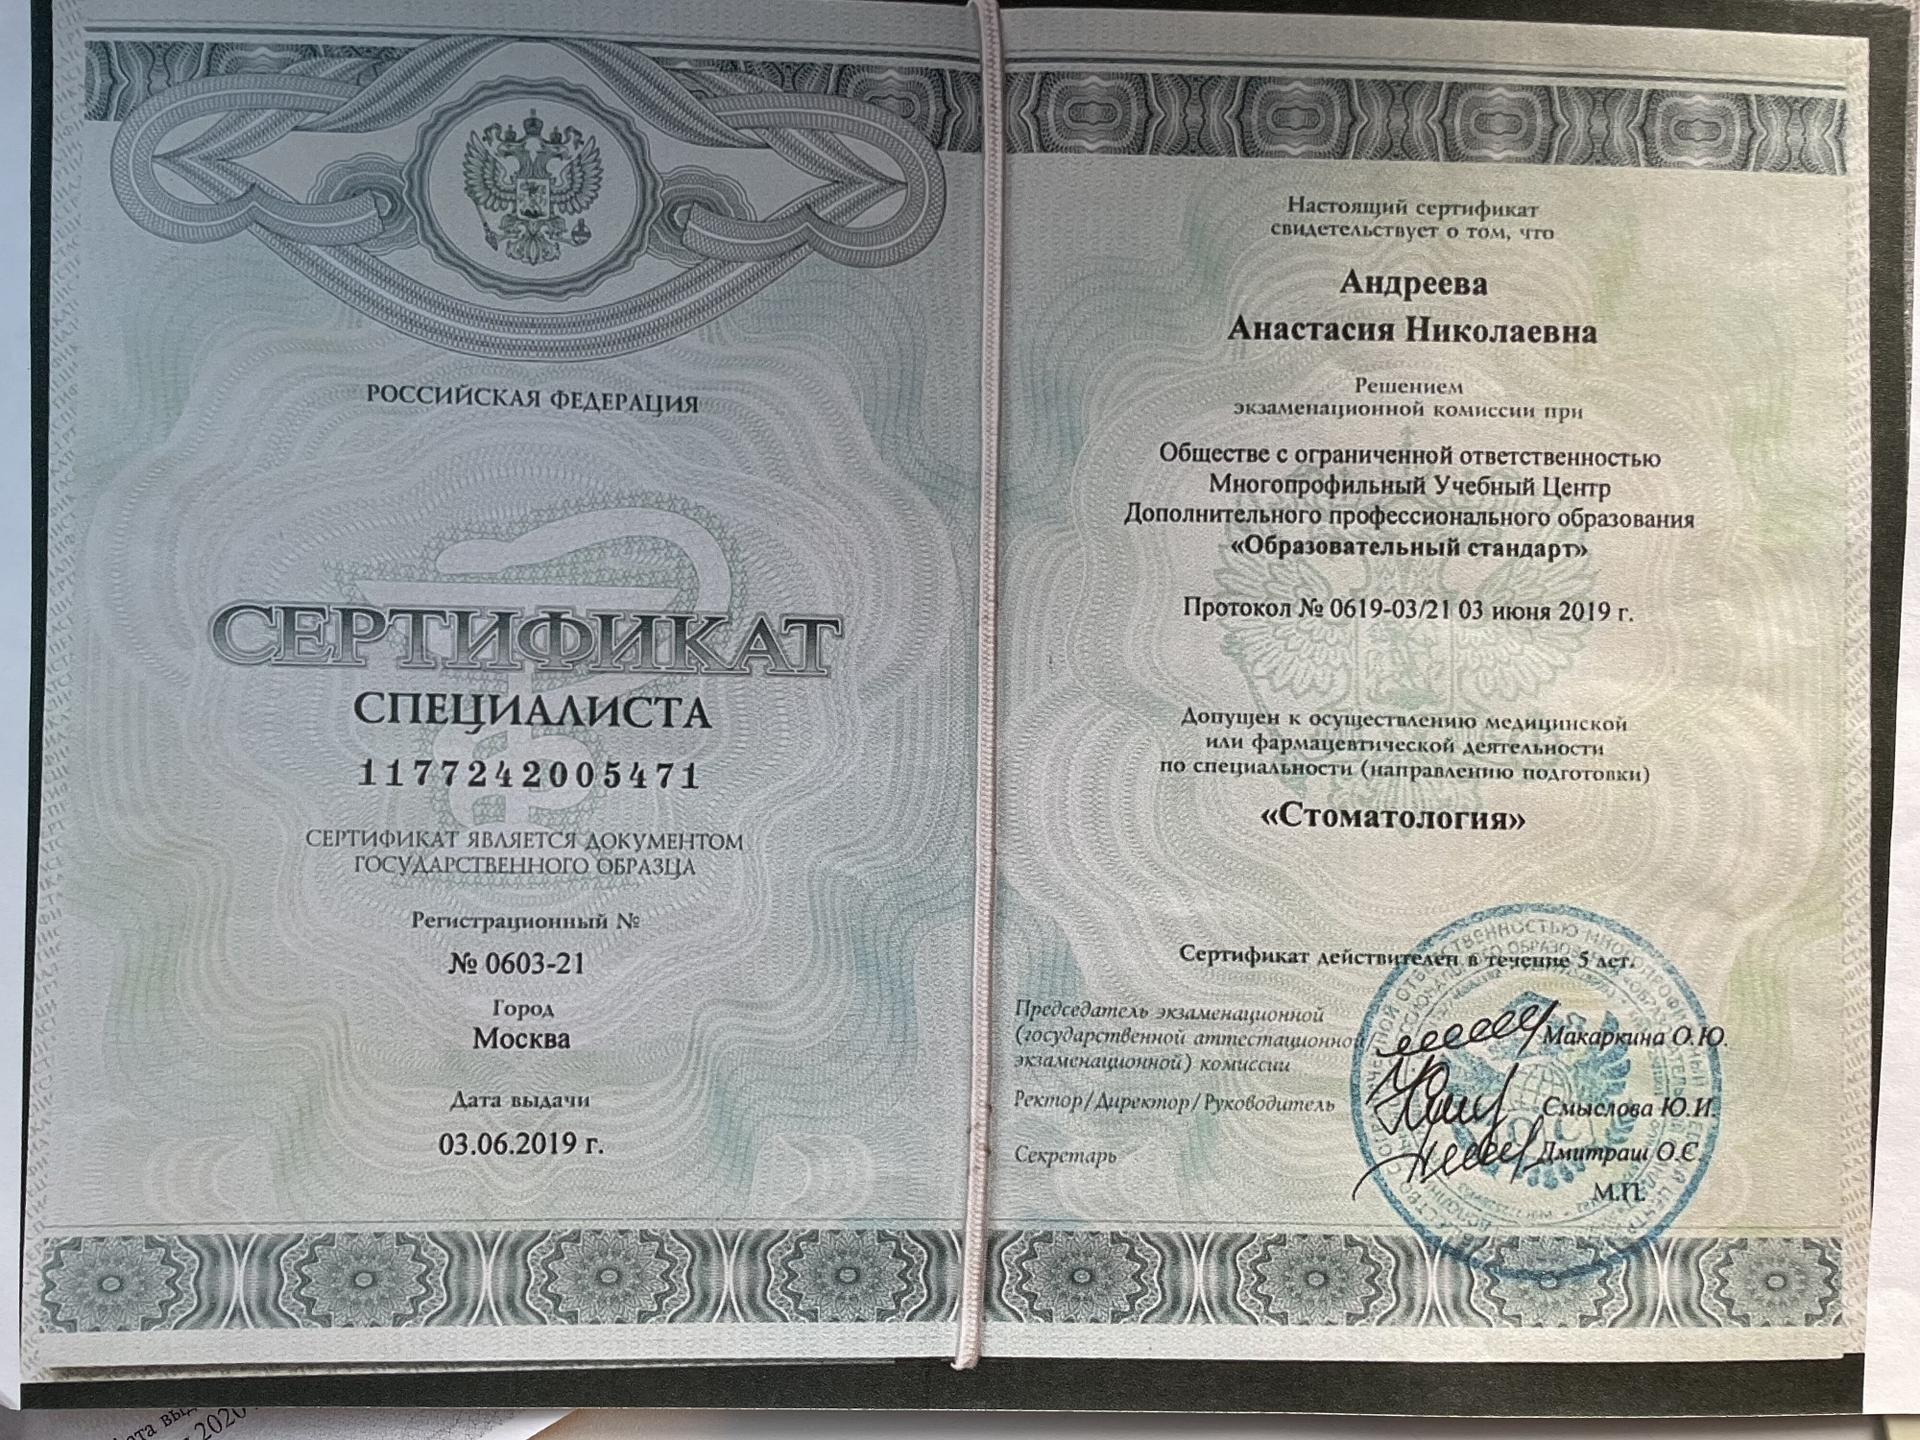 РОССИЙСКАЯ ФЕДЕРАЦИЯ
СЕРТИФИКАТ
СПЕЦИАЛИСТА
1177242005471
СЕРТИФИКАТ ЯВЛЯЕТСЯ ДОКУМЕНТОМ
ГОСУДАРСТВЕННОГО ОБРАЗЦА
Регистрационный №
№ 0603-21
Город
Москва
Дата выдачи
03.06.2019 г.
Настоящий сертификат
свидетельствует о том, что
Андреева
Анастасия Николаевна
Решением
экзаменационной комиссии при
Обществе с ограниченной ответственностью
Многопрофильный Учебный Центр
Дополнительного профессионального образования
«Образовательный стандарт»
Протокол № 0619-03/21 03 июня 2019 г.
Допущен к осуществлению медицинской
или фармацевтической деятельности
по специальности (направлению подготовки)
«Стоматология»
Сертификат действителен в течение 5 лет.
Председатель экзаменационной
(государственной аттестационной
экзаменационной) комиссии
Макаркина О.Ю.
Ректор/Директор/Руководитель
Смыслова Ю.И.
Секретарь
Дмитраш О.С.
М.П.
2020